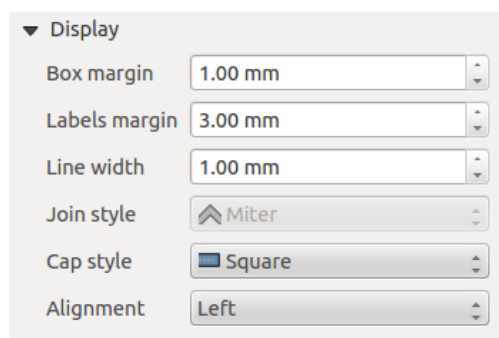 Display
Box margin 1.00 mm
Labels margin 3.00 mm
Line width 1.00 mm
Join style Miter
Cap style Square
Alignment Left